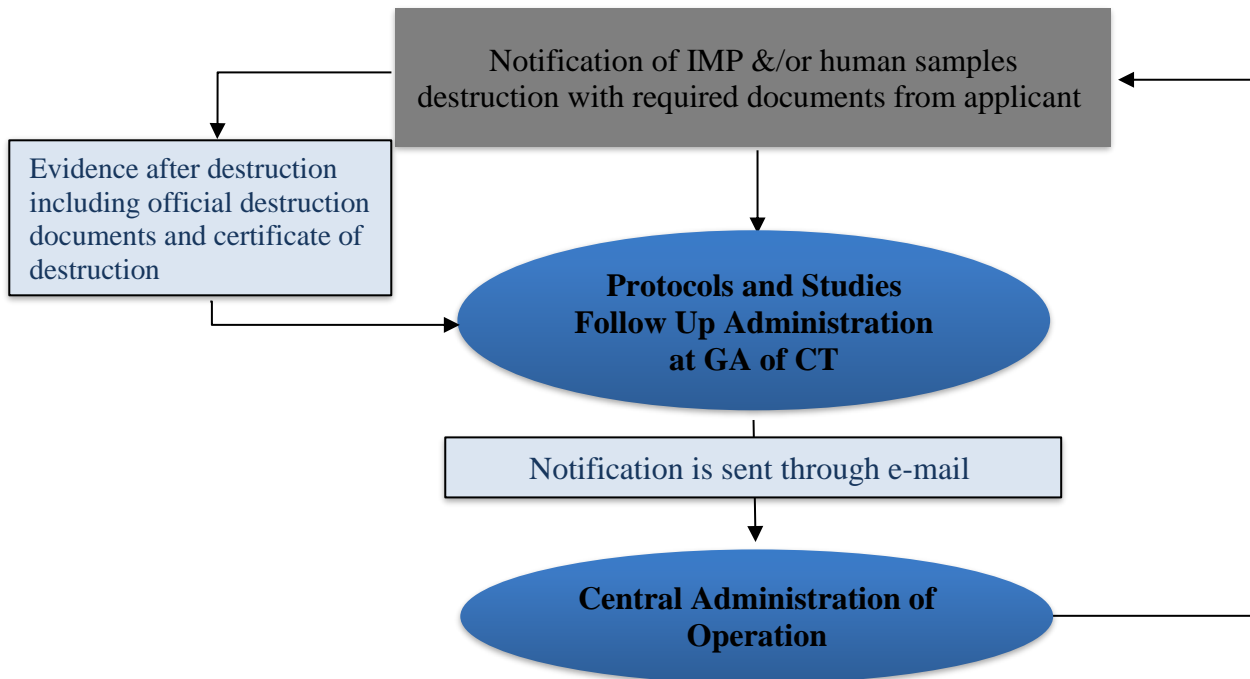 Notification of IMP &/or human samples
destruction with required documents from applicant
Evidence after destruction
including official destruction
documents and certificate of
destruction
Protocols and Studies
Follow Up Administration
at GA of CT
Notification is sent through e-mail
Central Administration of
Operation